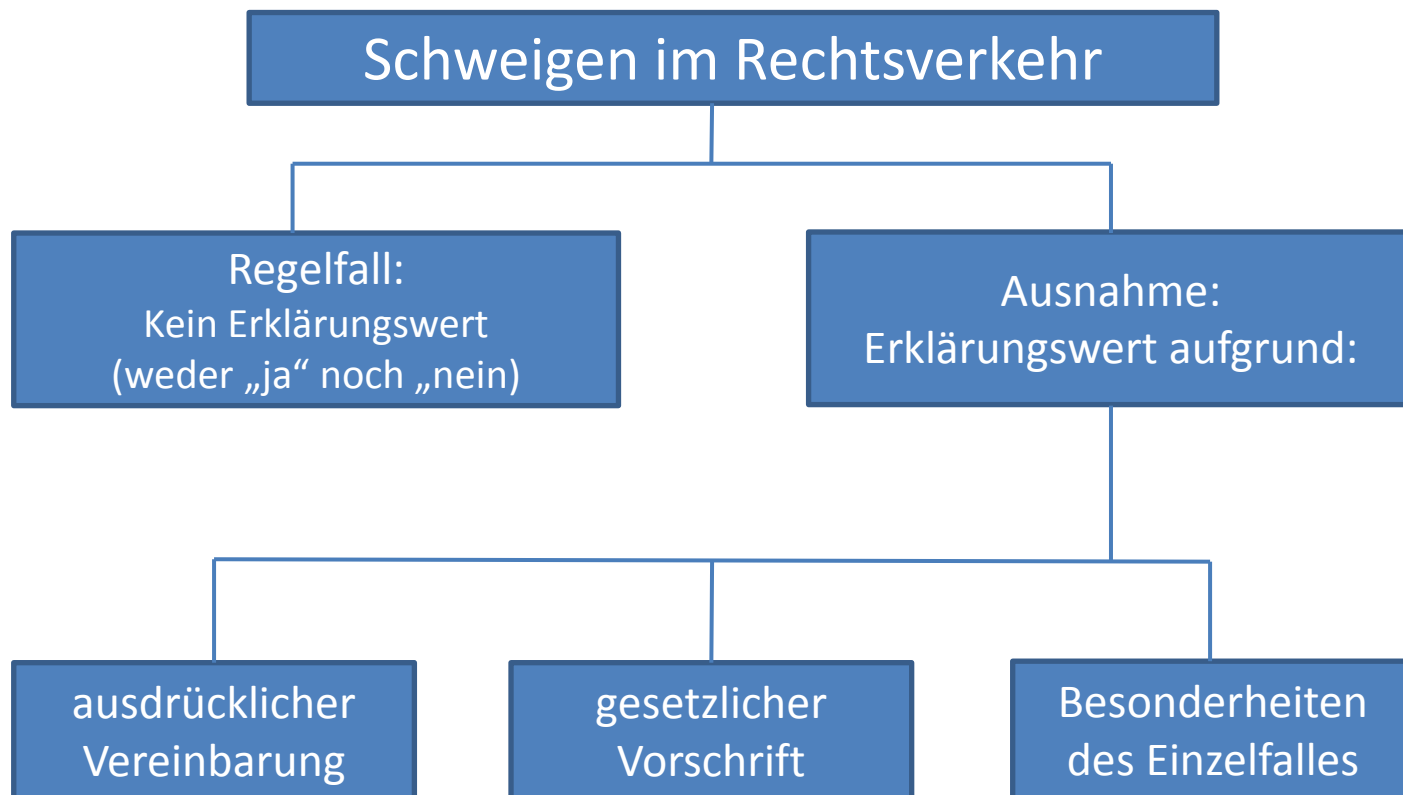 Schweigen im Rechtsverkehr
Regelfall:
Kein Erklärungswert
(weder „ja“ noch „nein)
Ausnahme:
Erklärungswert aufgrund:
ausdrücklicher
Vereinbarung
gesetzlicher
Vorschrift
Besonderheiten
des Einzelfalles